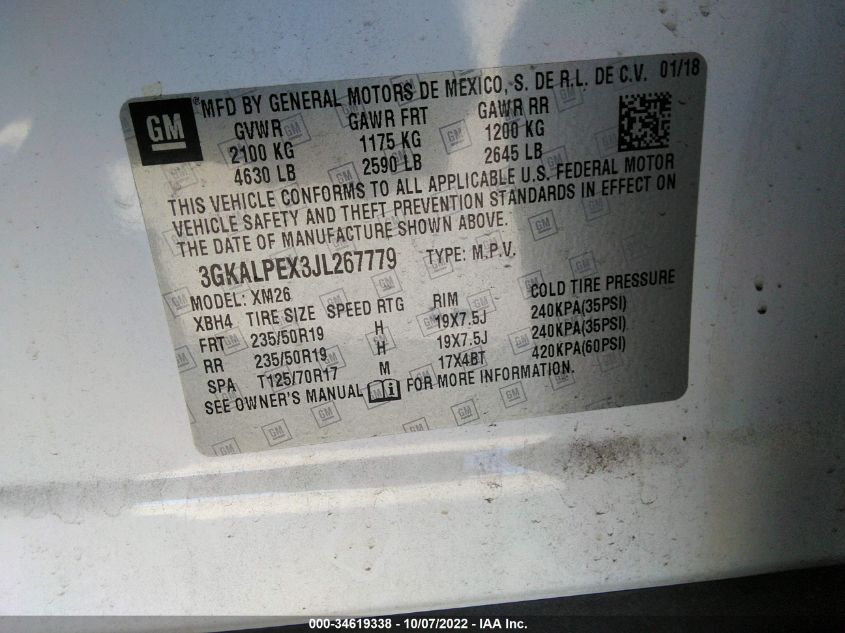 GM
® MFD BY GENERAL MOTORS DE MEXICO, S. DE R.L. DE C.V. 01/18
GVWR GAWR FRT GAWR RR
2100 KG 1175 KG 1200 KG
4630 LB 2590 LB 2645 LB
THIS VEHICLE CONFORMS TO ALL APPLICABLE U.S. FEDERAL MOTOR
VEHICLE SAFETY AND THEFT PREVENTION STANDARDS IN EFFECT ON
THE DATE OF MANUFACTURE SHOWN ABOVE.
3GKALPEX3JL267779 TYPE: M.P.V.
MODEL: XM26
XBH4 TIRE SIZE SPEED RTG RIM COLD TIRE PRESSURE
FRT 235/50R19 H 19X7.5J 240KPA(35PSI)
RR 235/50R19 H 19X7.5J 240KPA(35PSI)
SPA T125/70R17 M 17X4BT 420KPA(60PSI)
SEE OWNER'S MANUAL i FOR MORE INFORMATION.
000-34619338 - 10/07/2022 - IAA Inc.